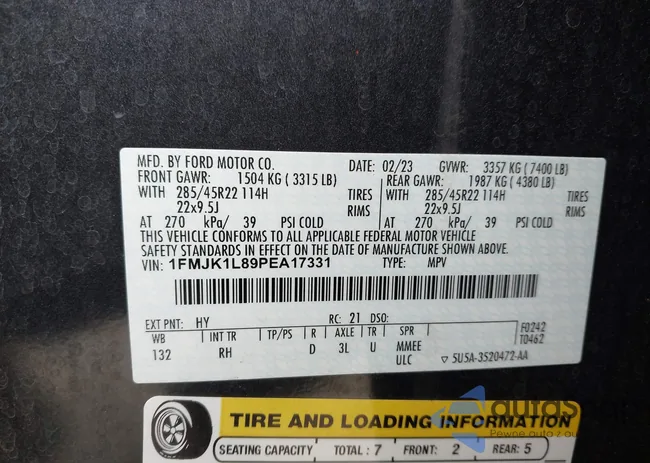 MFD. BY FORD MOTOR CO. DATE: 02/23 GVWR: 3357 KG ( 7400 LB)
FRONT GAWR: 1504 KG ( 3315 LB) REAR GAWR: 1987 KG ( 4380 LB)
WITH 285/45R22 114H TIRES WITH 285/45R22 114H TIRES
22x9.5J RIMS 22x9.5J RIMS
AT 270 kPa/ 39 PSI COLD AT 270 kPa/ 39 PSI COLD
THIS VEHICLE CONFORMS TO ALL APPLICABLE FEDERAL MOTOR VEHICLE
SAFETY STANDARDS IN EFFECT ON THE DATE OF MANUFACTURE SHOWN ABOVE.
VIN: 1FMJK1L89PEA17331 TYPE: MPV
EXT PNT: HY RC: 21 DSO:
WB INT TR TP/PS R AXLE TR SPR F0242
132 RH D 3L U MMEE T0462
ULC ▽ 5U5A-3520472-AA
TIRE AND LOADING INFORMATION
SEATING CAPACITY TOTAL : 7 FRONT: 2 REAR: 5
autas
Pewne auto z